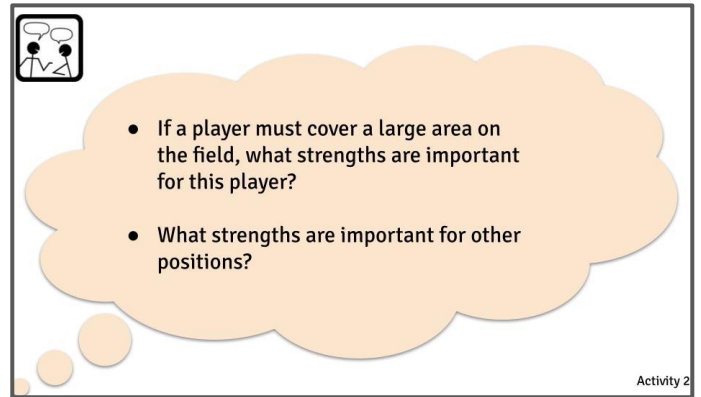 ● If a player must cover a large area on
the field, what strengths are important
for this player?
● What strengths are important for other
positions?
Activity 2